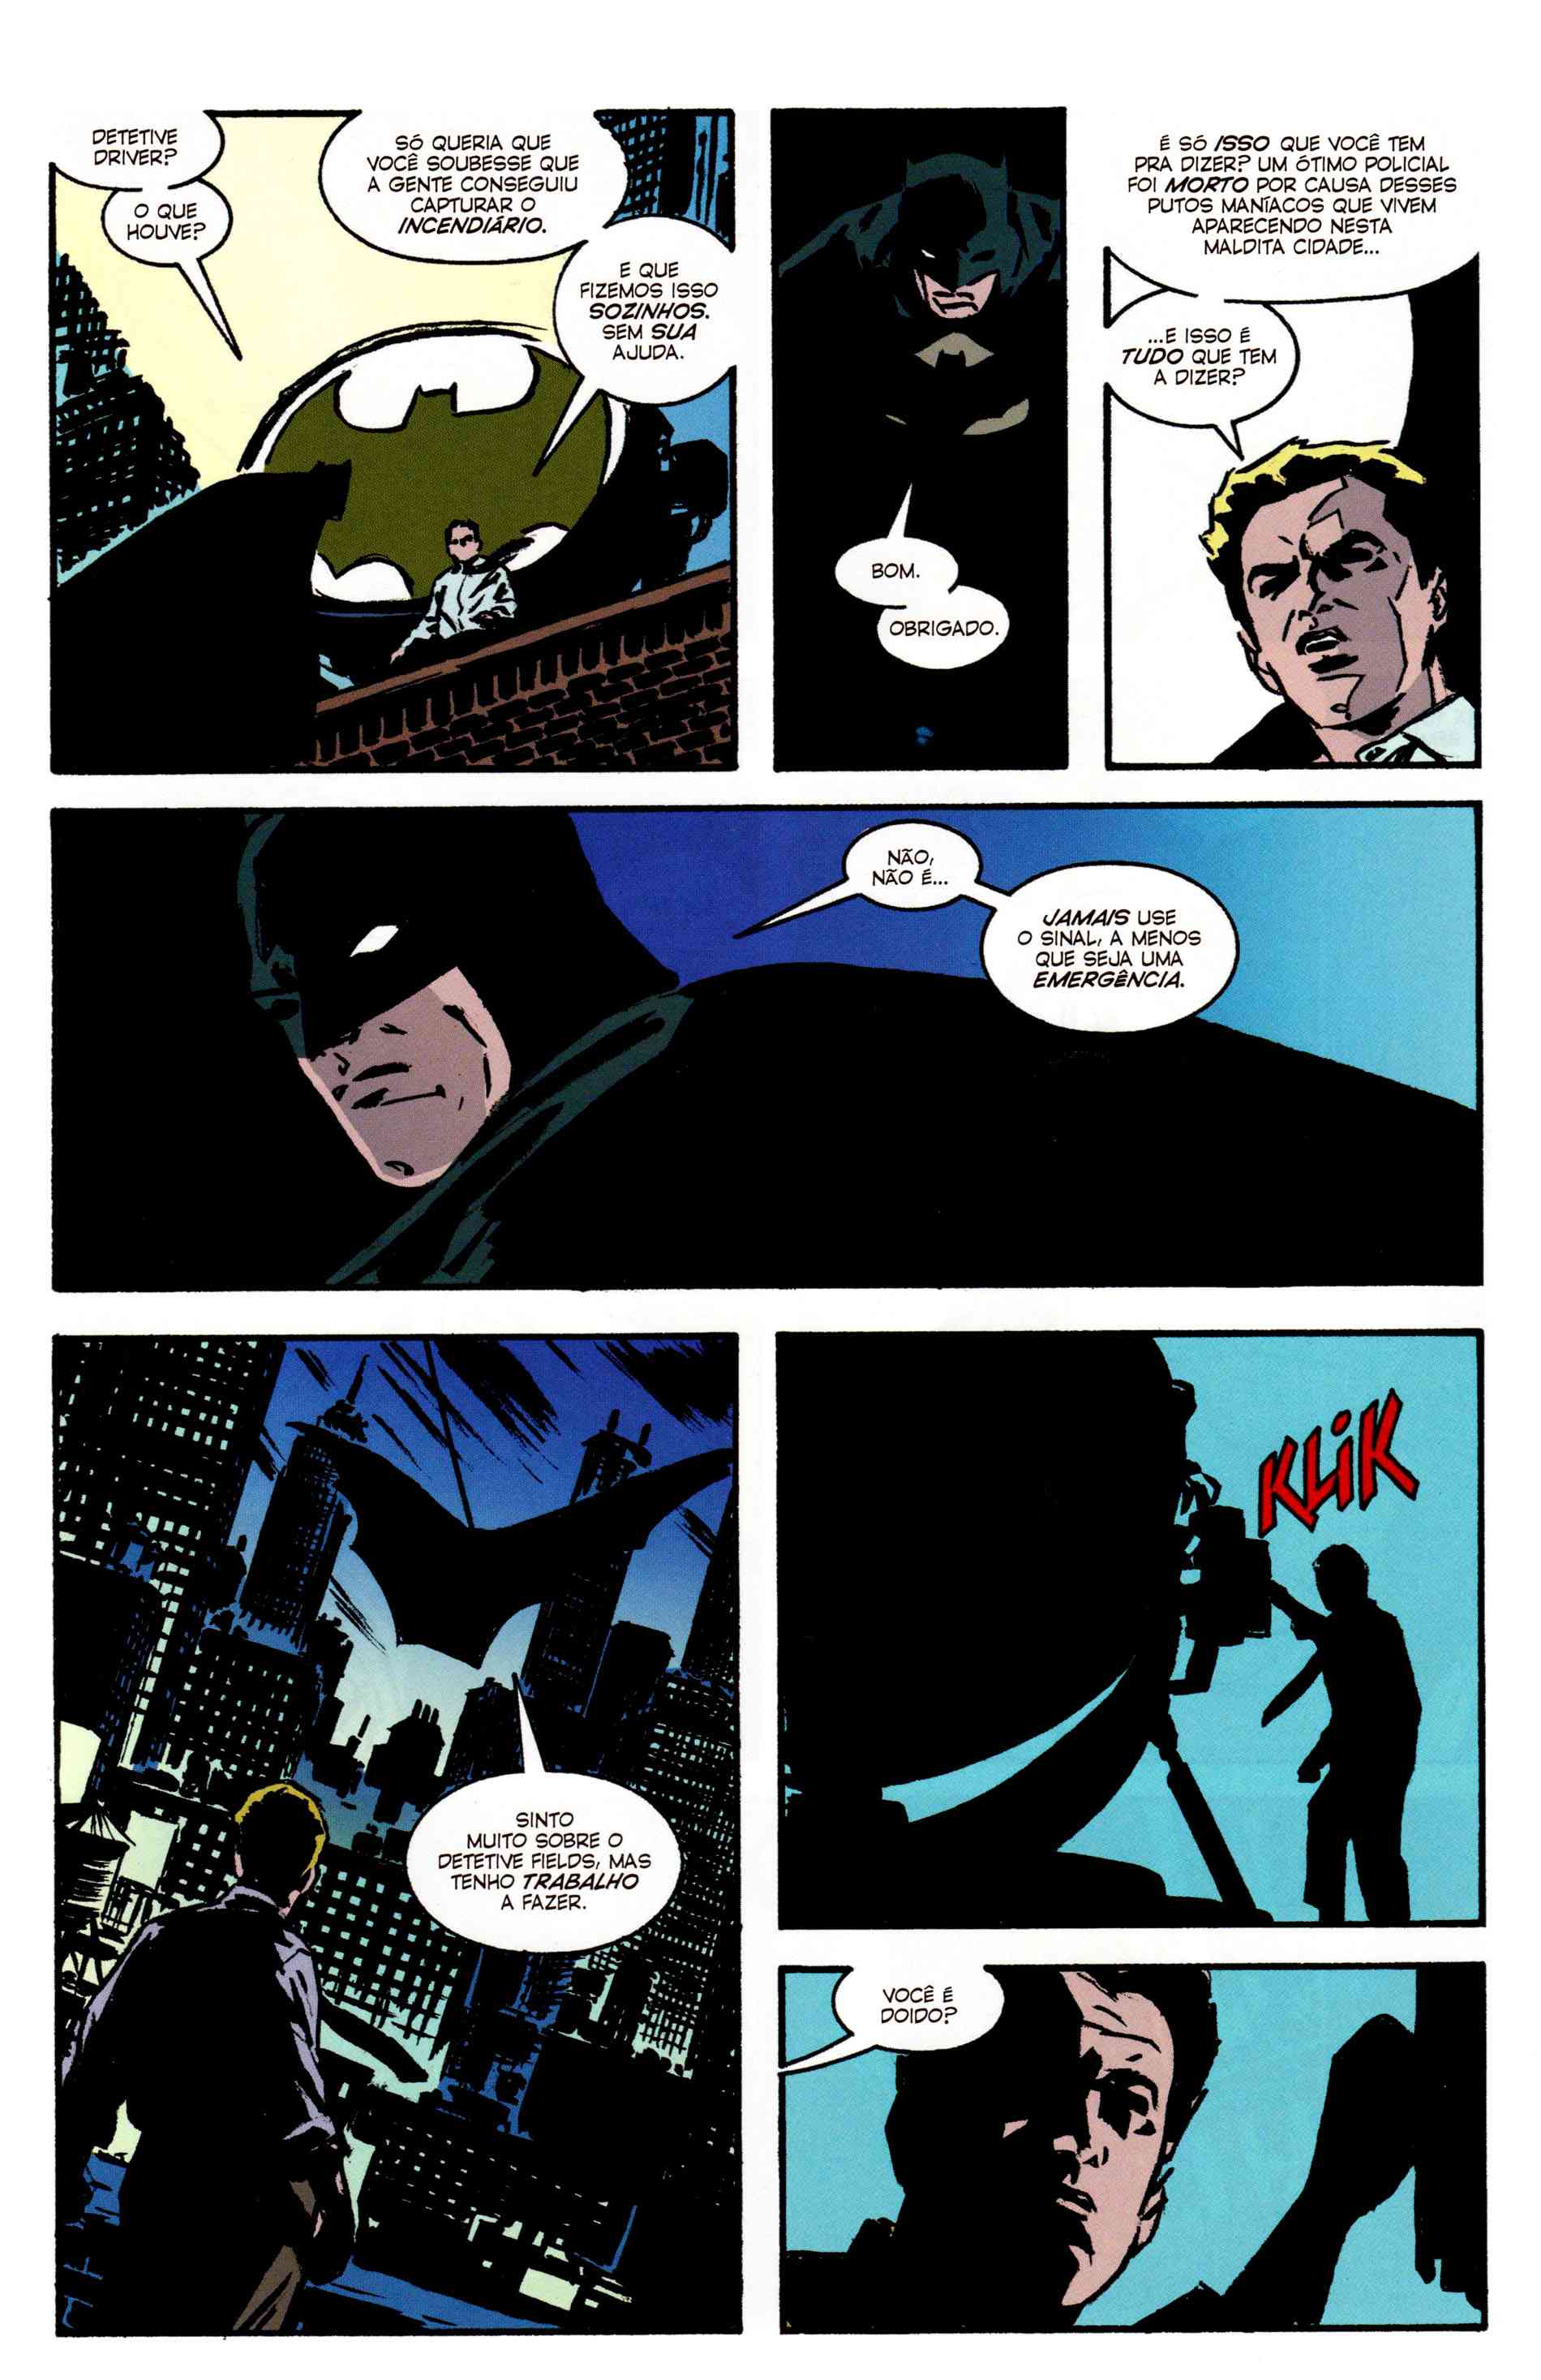 DETETIVE
DRIVER?
O QUE
HOUVE?
SÓ QUERIA QUE
VOCÊ SOUBESSE QUE
A GENTE CONSEGUIU
CAPTURAR O
INCENDIÁRIO.
E QUE
FIZEMOS ISSO
SOZINHOS.
SEM SUA
AJUDA.
BOM.
OBRIGADO.
É SÓ ISSO QUE VOCÊ TEM
PRA DIZER? UM ÓTIMO POLICIAL
FOI MORTO POR CAUSA DESSES
PUTOS MANÍACOS QUE VIVEM
APARECENDO NESTA
MALDITA CIDADE...
...E ISSO É
TUDO QUE TEM
A DIZER?
NÃO,
NÃO É...
JAMAIS USE
O SINAL, A MENOS
QUE SEJA UMA
EMERGÊNCIA.
SINTO
MUITO SOBRE O
DETETIVE FIELDS, MAS
TENHO TRABALHO
A FAZER.
KLIK
VOCÊ É
DOIDO?